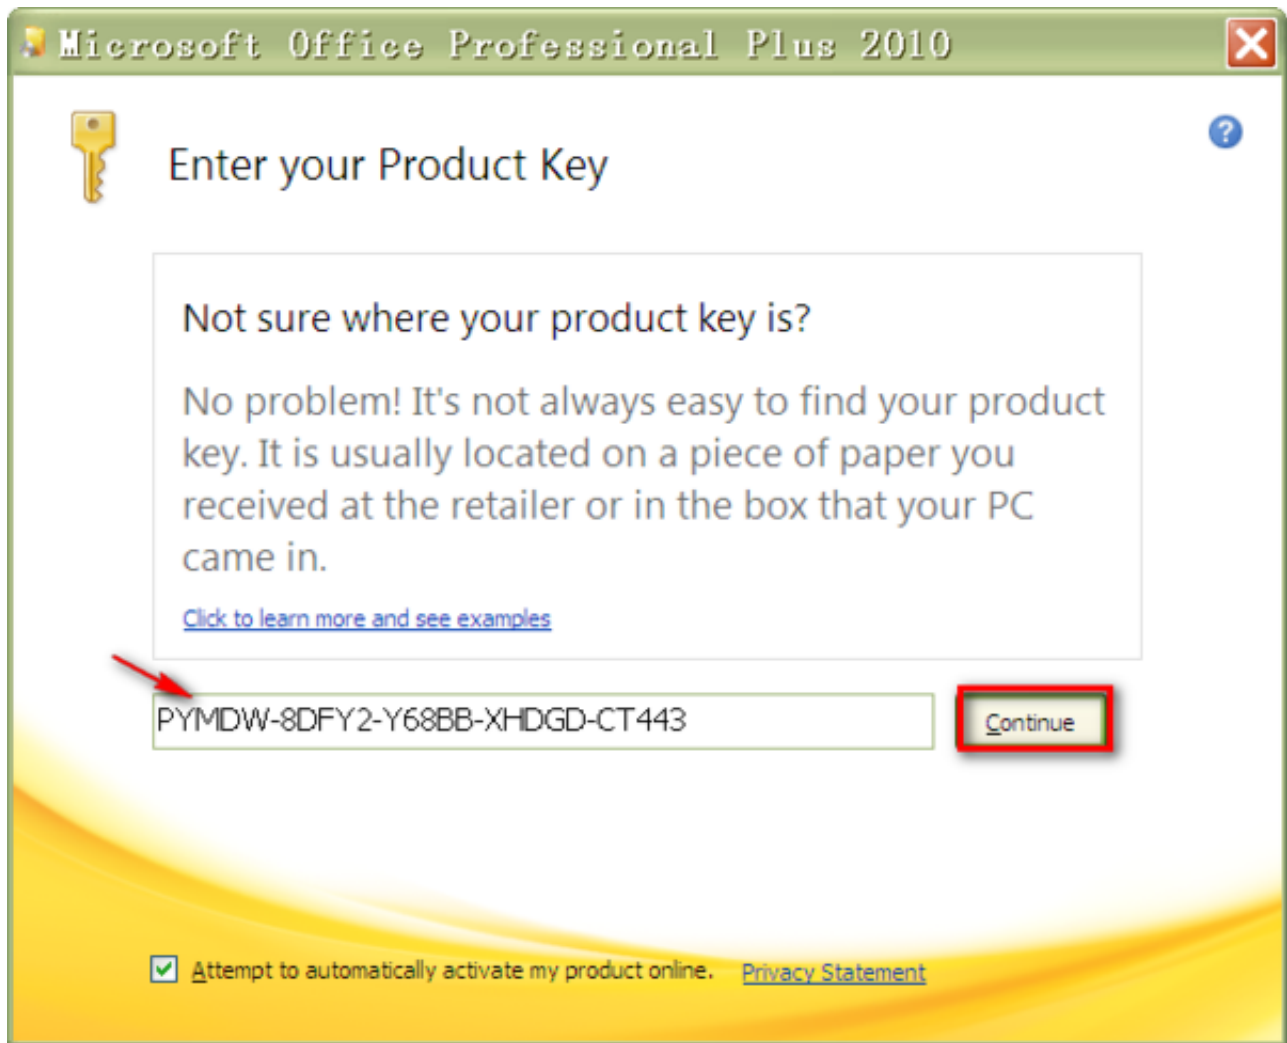 Microsoft Office Professional Plus 2010
Enter your Product Key
Not sure where your product key is?
No problem! It's not always easy to find your product
key. It is usually located on a piece of paper you
received at the retailer or in the box that your PC
came in.
Click to learn more and see examples
PYMDW-8DFY2-Y68BB-XHDGD-CT443
Continue
Attempt to automatically activate my product online. Privacy Statement